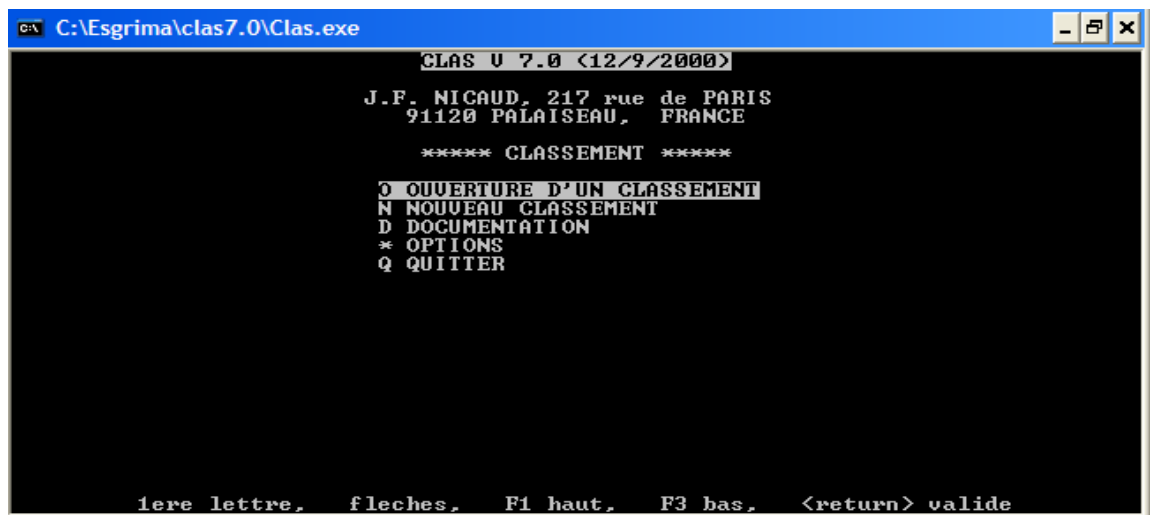 C:\Esgrima\clas7.0\Clas.exe
CLAS V 7.0 (12/9/2000)
J.F. NICAUD, 217 rue de PARIS
91120 PALAISEAU, FRANCE
***** CLASSEMENT *****
O OUVERTURE D'UN CLASSEMENT
N NOUVEAU CLASSEMENT
D DOCUMENTATION
* OPTIONS
Q QUITTER
1ere lettre, fleches, F1 haut, F3 bas, <return> valide